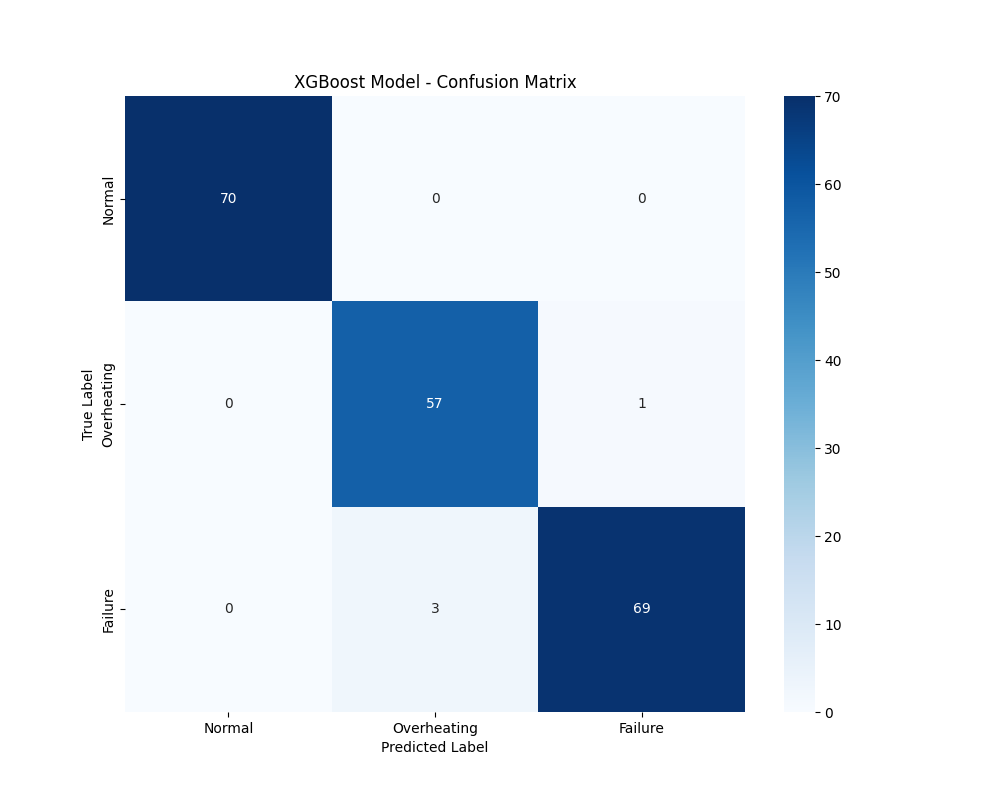 XGBoost Model - Confusion Matrix
True Label
Normal
Overheating
Failure
70 0 0
0 57 1
0 3 69
Normal Overheating Failure
Predicted Label
70
60
50
40
30
20
10
0